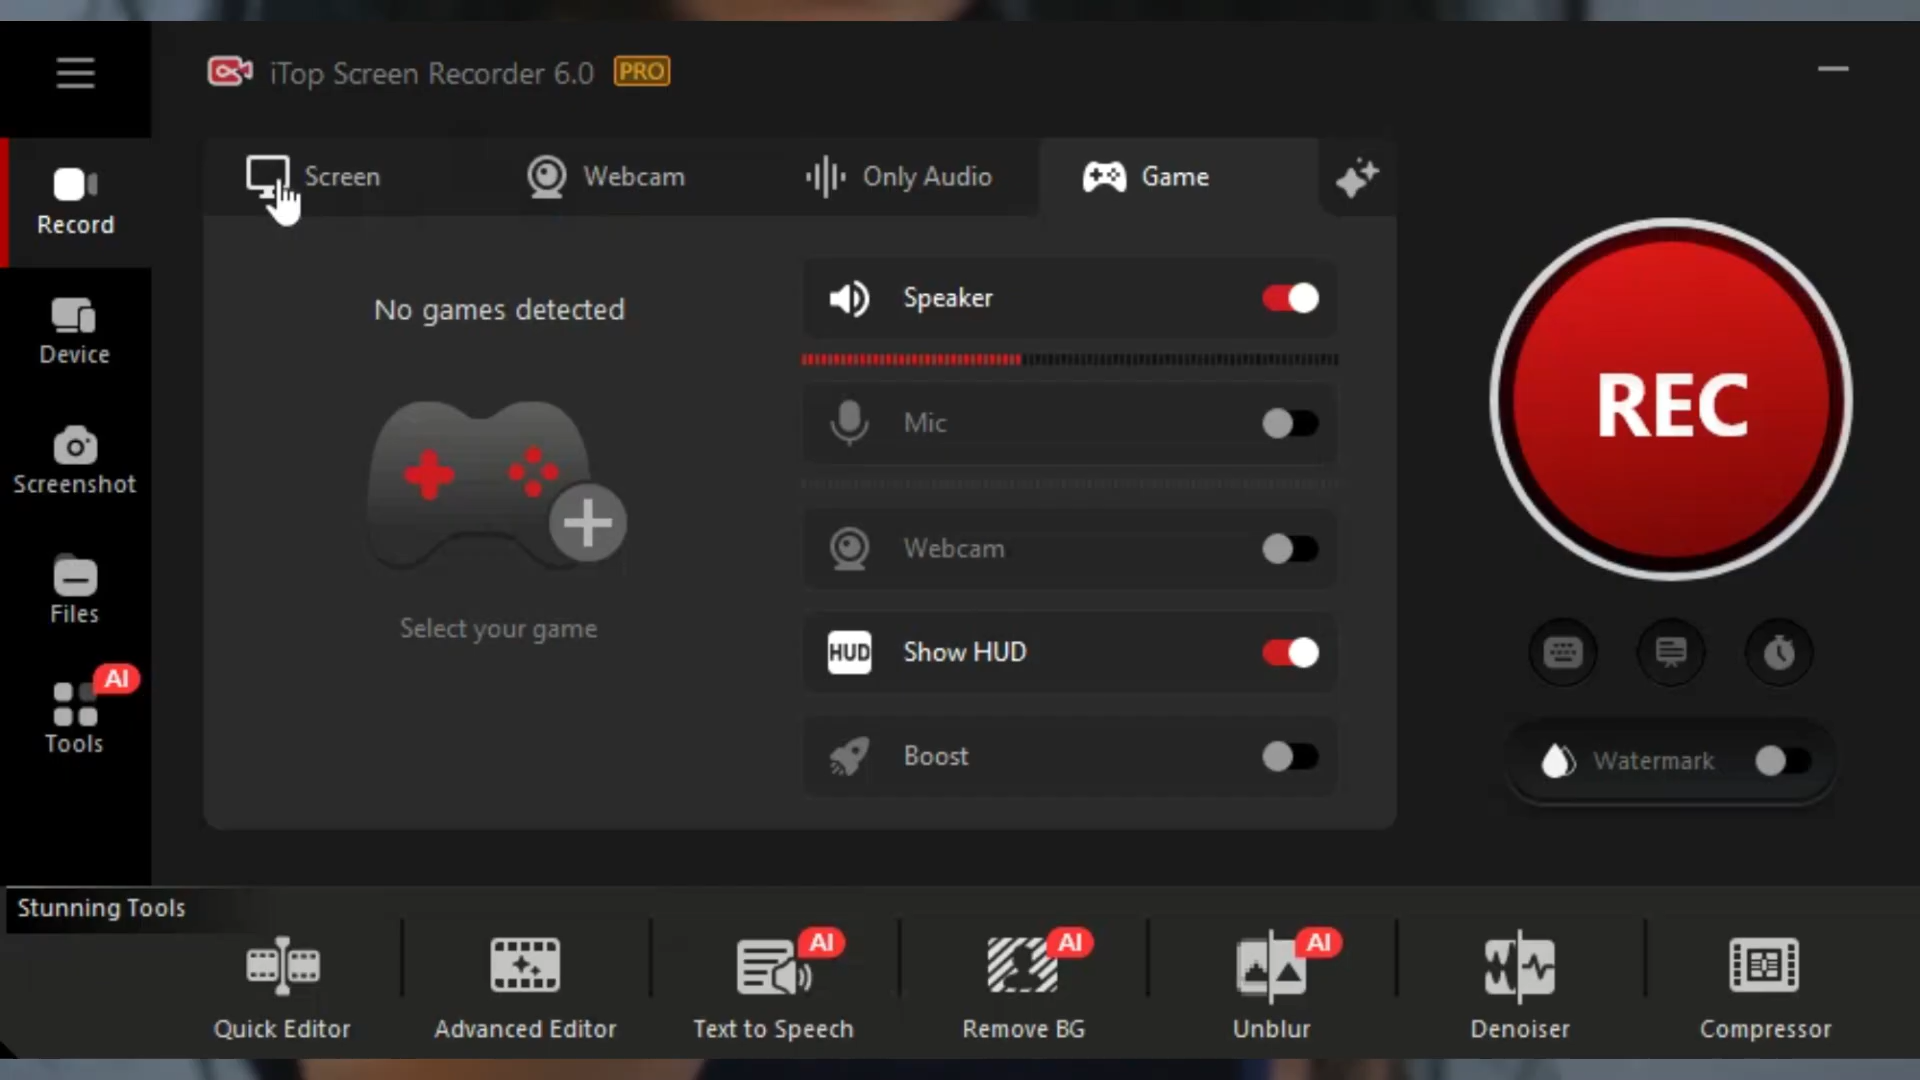 iTop Screen Recorder 6.0 PRO
Screen
Webcam
Only Audio
Game
Record
Device
Screenshot
Files
AI
Tools
No games detected
Select your game
Speaker
Mic
Webcam
HUD Show HUD
Boost
REC
Watermark
Stunning Tools
Quick Editor
Advanced Editor
AI
Text to Speech
AI
Remove BG
AI
Unblur
Denoiser
Compressor